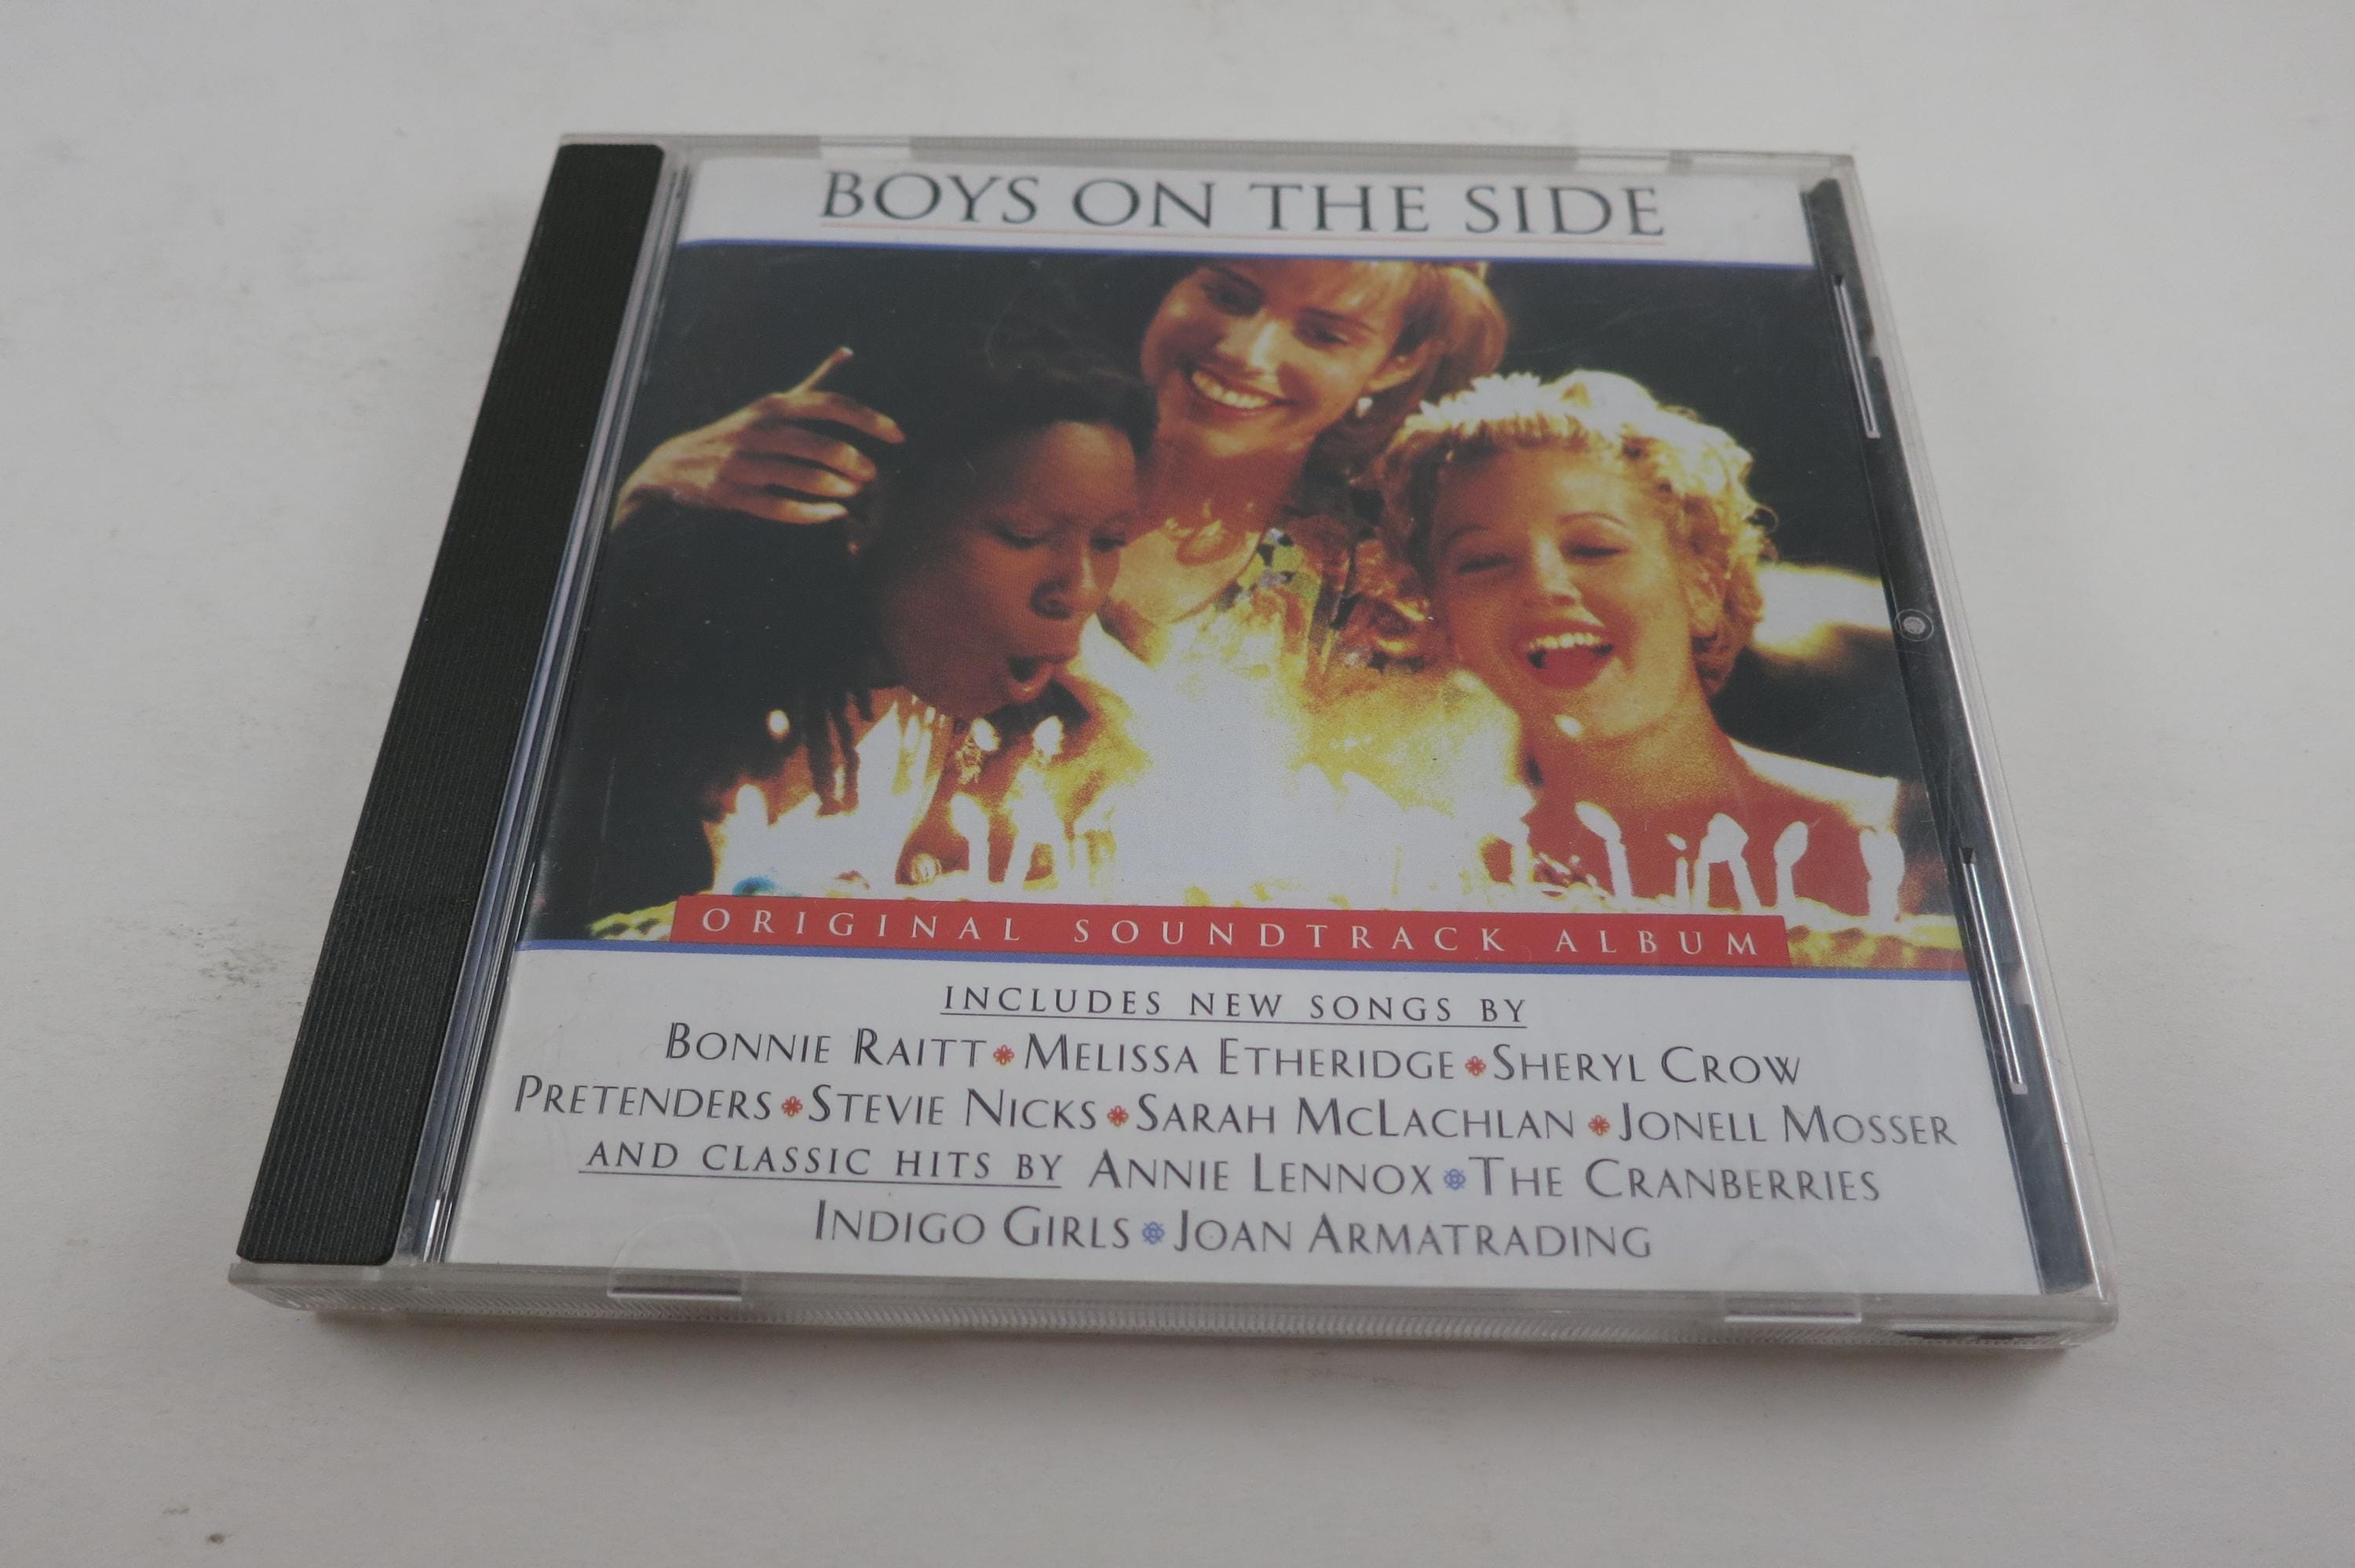 BOYS ON THE SIDE
ORIGINAL SOUNDTRACK ALBUM
INCLUDES NEW SONGS BY
BONNIE RAITT • MELISSA ETHERIDGE • SHERYL CROW
PRETENDERS • STEVIE NICKS • SARAH MCLACHLAN • JONELL MOSSER
AND CLASSIC HITS BY ANNIE LENNOX • THE CRANBERRIES
INDIGO GIRLS • JOAN ARMATRADING